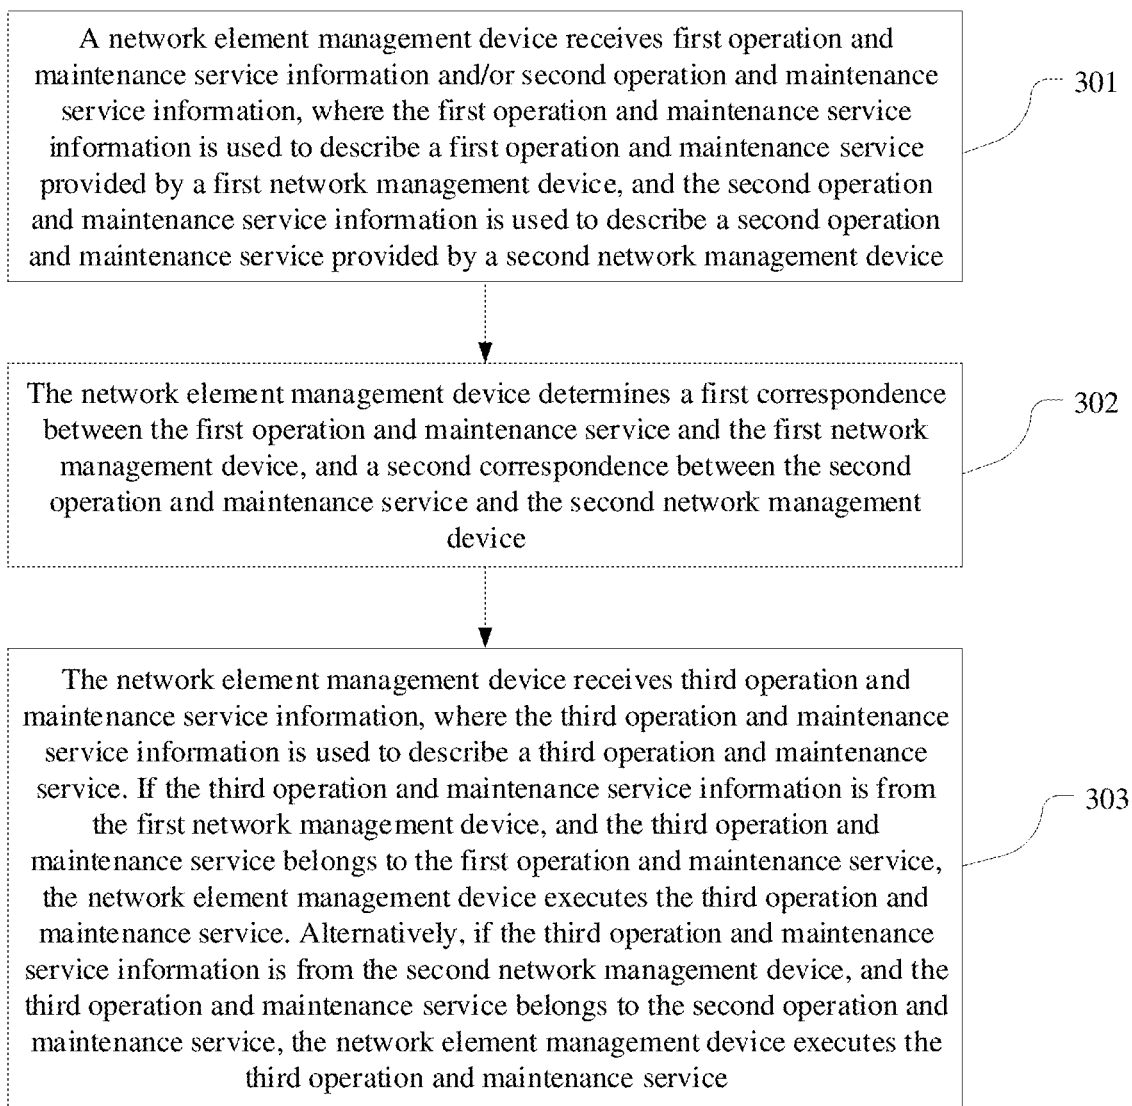 A network element management device receives first operation and
maintenance service information and/or second operation and maintenance
service information, where the first operation and maintenance service
information is used to describe a first operation and maintenance service
provided by a first network management device, and the second operation
and maintenance service information is used to describe a second operation
and maintenance service provided by a second network management device
301
The network element management device determines a first correspondence
between the first operation and maintenance service and the first network
management device, and a second correspondence between the second
operation and maintenance service and the second network management
device
302
The network element management device receives third operation and
maintenance service information, where the third operation and maintenance
service information is used to describe a third operation and maintenance
service. If the third operation and maintenance service information is from
the first network management device, and the third operation and
maintenance service belongs to the first operation and maintenance service,
the network element management device executes the third operation and
maintenance service. Alternatively, if the third operation and maintenance
service information is from the second network management device, and the
third operation and maintenance service belongs to the second operation and
maintenance service, the network element management device executes the
third operation and maintenance service
303